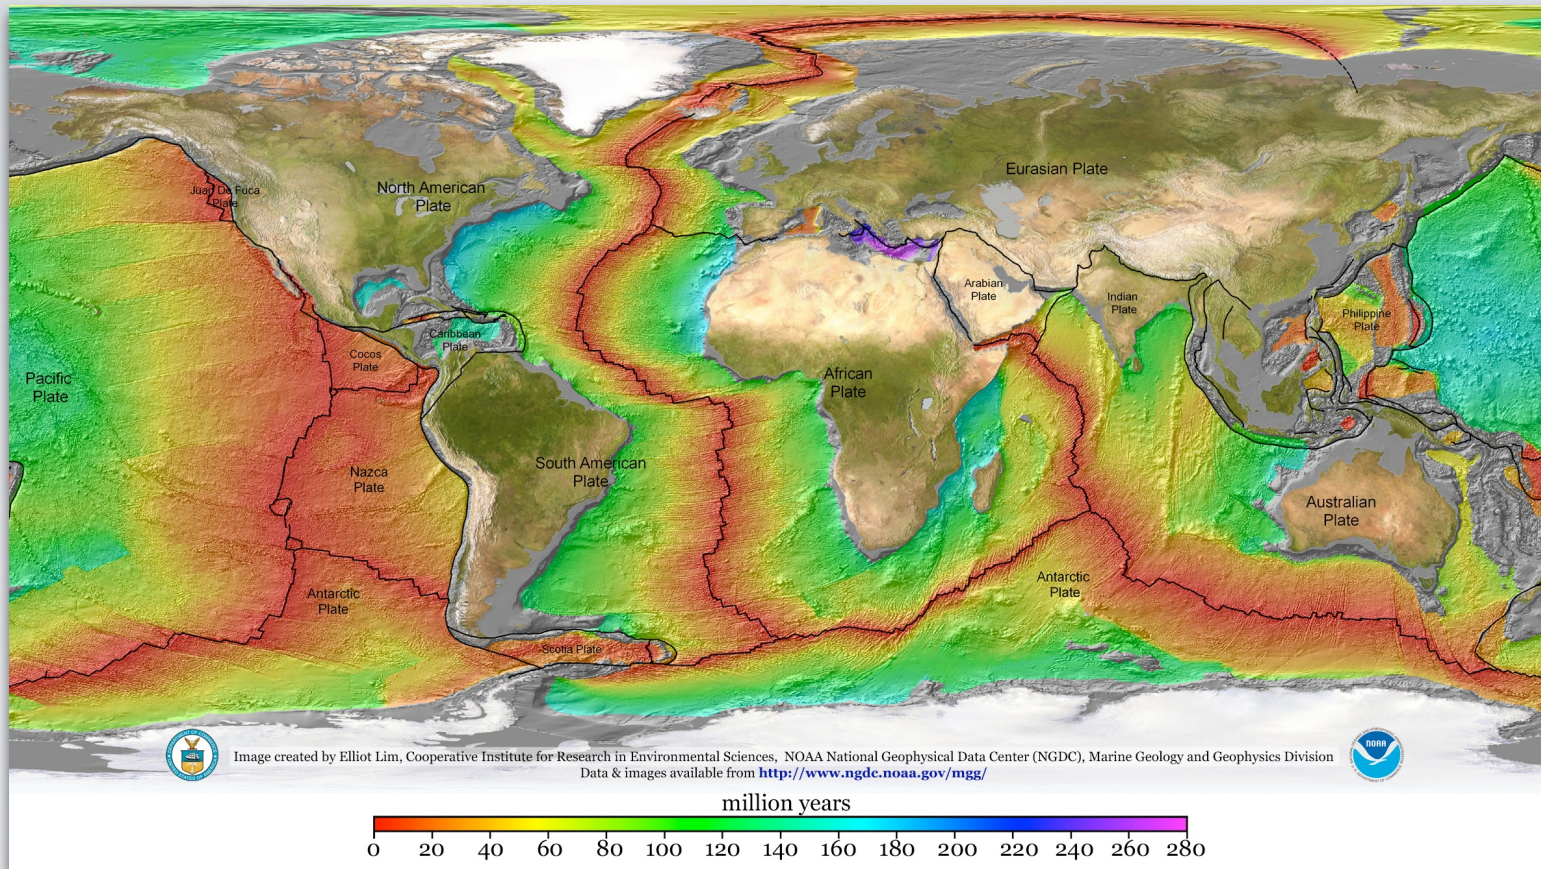 Juan De Fuca
Plate
North American
Plate
Eurasian Plate
Arabian
Plate
Indian
Plate
Philippine
Plate
Caribbean
Plate
Cocos
Plate
Pacific
Plate
African
Plate
Nazca
Plate
South American
Plate
Australian
Plate
Antarctic
Plate
Antarctic
Plate
Scotia Plate
NOAA
Image created by Elliot Lim, Cooperative Institute for Research in Environmental Sciences, NOAA National Geophysical Data Center (NGDC), Marine Geology and Geophysics Division
Data & images available from http://www.ngdc.noaa.gov/mgg/
million years
0 20 40 60 80 100 120 140 160 180 200 220 240 260 280